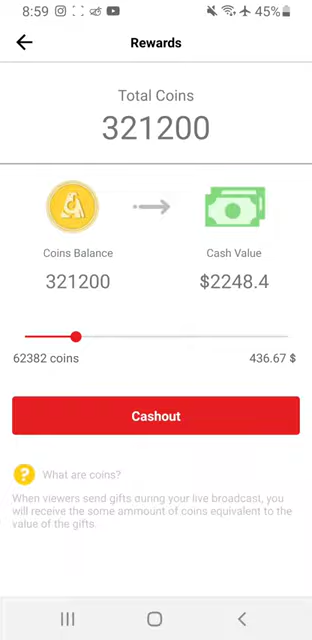 8:59
45%
Rewards
Total Coins
321200
Coins Balance
Cash Value
321200
$2248.4
62382 coins
436.67 $
Cashout
? What are coins?
When viewers send gifts during your live broadcast, you
will receive the some ammount of coins equivalent to the
value of the gifts.